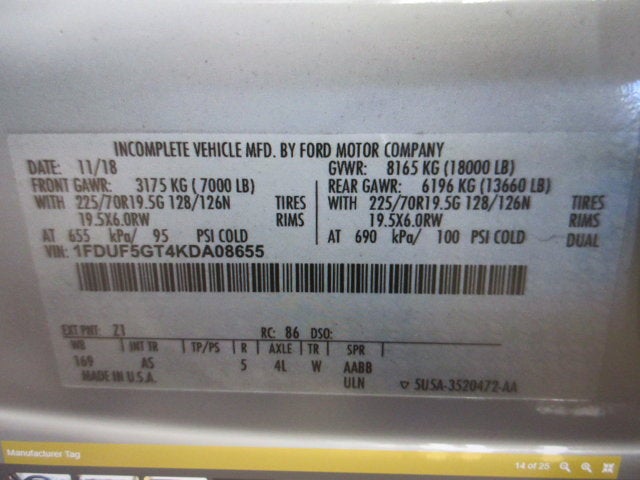 INCOMPLETE VEHICLE MFD. BY FORD MOTOR COMPANY
DATE: 11/18 GVWR: 8165 KG (18000 LB)
FRONT GAWR: 3175 KG ( 7000 LB) REAR GAWR: 6196 KG (13660 LB)
WITH 225/70R19.5G 128/126N TIRES WITH 225/70R19.5G 128/126N TIRES
19.5X6.0RW RIMS 19.5X6.0RW RIMS
AT 655 kPa/ 95 PSI COLD AT 690 kPa/ 100 PSI COLD DUAL
VIN: 1FDUF5GT4KDA08655
EXT PNT: Z1 RC: 86 DSO:
WB INT TR TP/PS R AXLE TR SPR
169 AS 5 4L W AABB
MADE IN U.S.A. ULN ▽ 5USA-3520472-AA
Manufacturer Tag 14 of 25